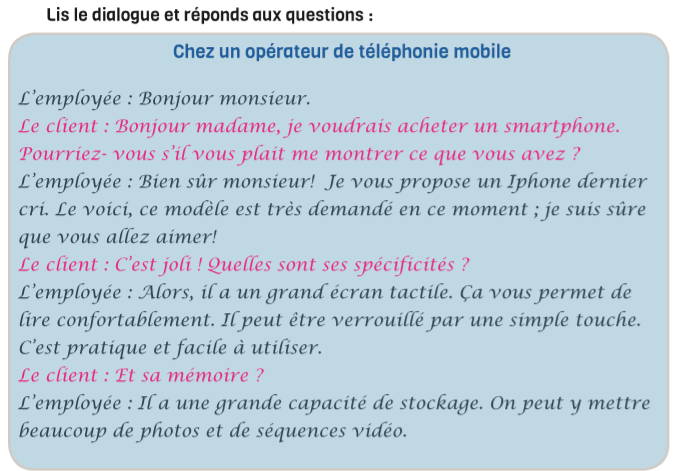 Lis le dialogue et réponds aux questions :
Chez un opérateur de téléphonie mobile
L'employée : Bonjour monsieur.
Le client : Bonjour madame, je voudrais acheter un smartphone.
Pourriez- vous s'il vous plait me montrer ce que vous avez ?
L'employée : Bien sûr monsieur! Je vous propose un Iphone dernier
cri. Le voici, ce modèle est très demandé en ce moment ; je suis sûre
que vous allez aimer!
Le client : C'est joli ! Quelles sont ses spécificités ?
L'employée : Alors, il a un grand écran tactile. Ça vous permet de
lire confortablement. Il peut être verrouillé par une simple touche.
C'est pratique et facile à utiliser.
Le client : Et sa mémoire ?
L'employée : Il a une grande capacité de stockage. On peut y mettre
beaucoup de photos et de séquences vidéo.